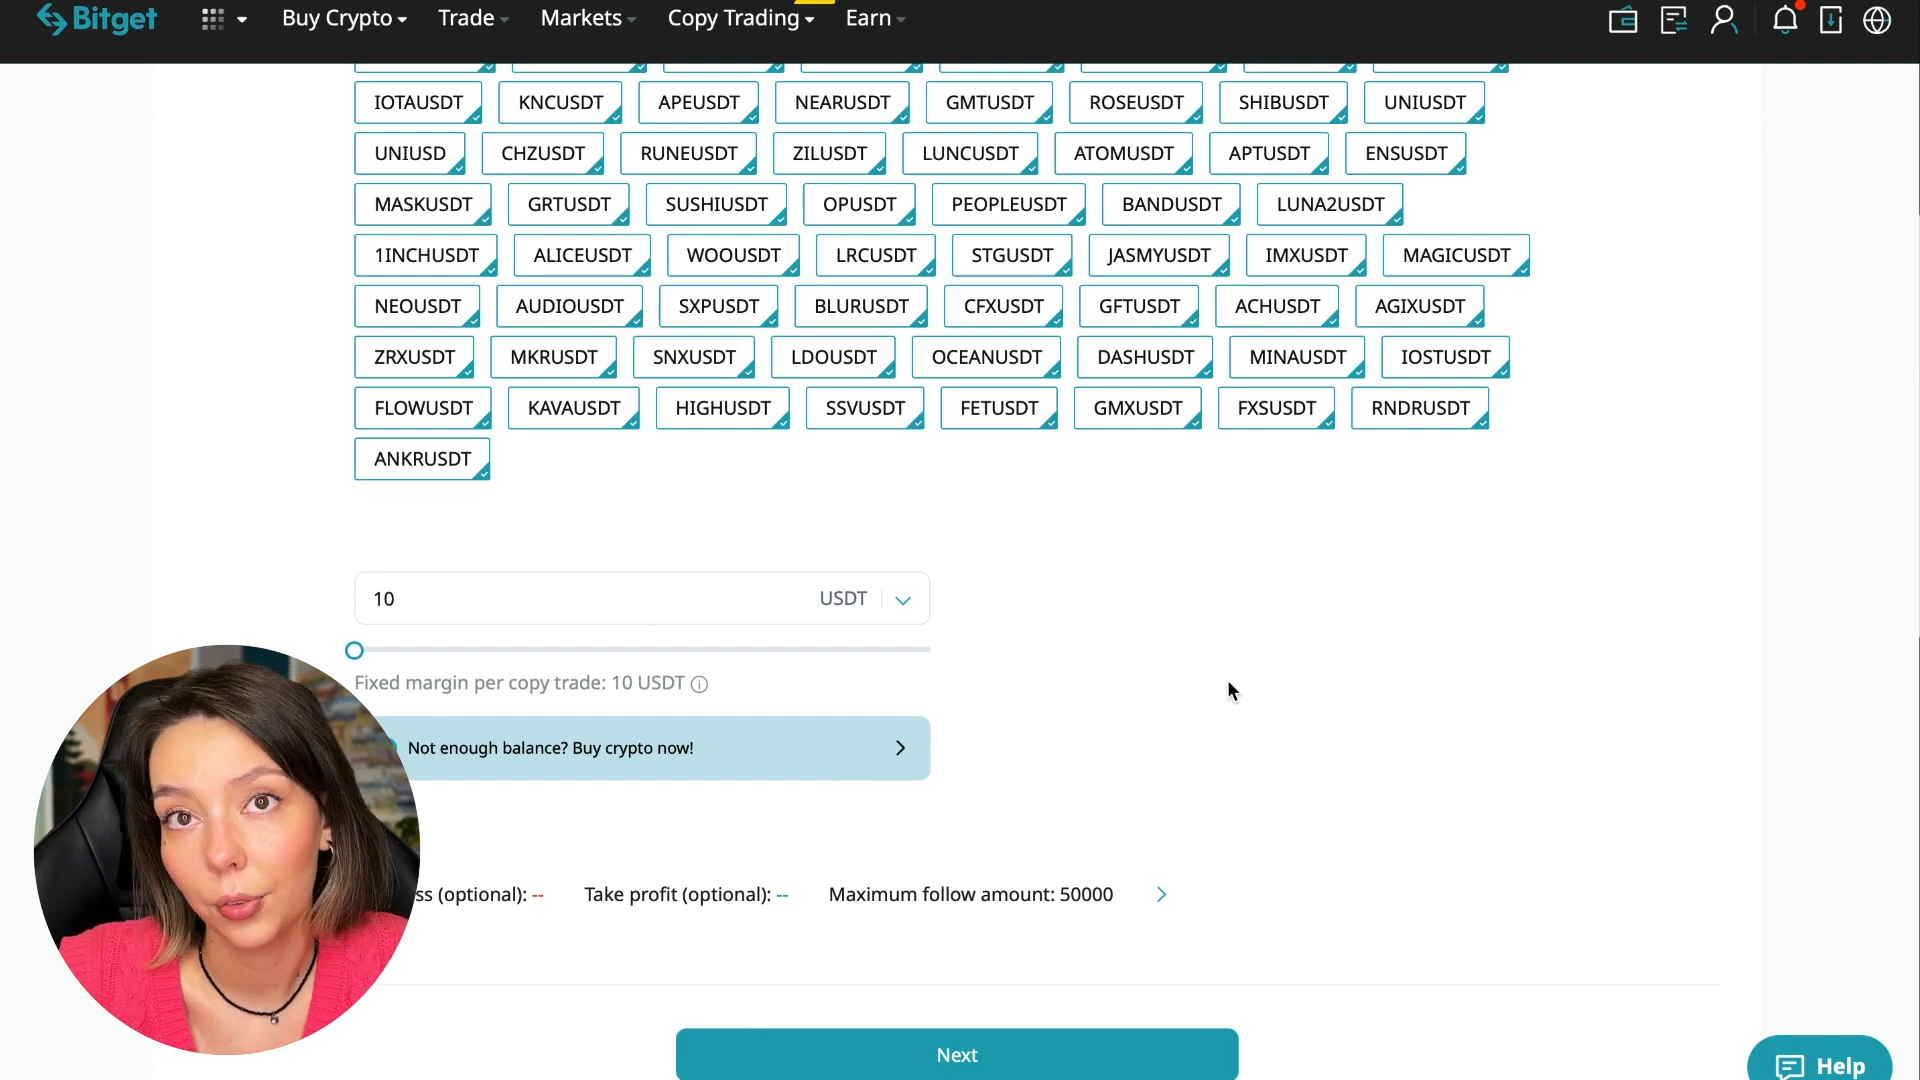 Bitget Buy Crypto Trade Markets Copy Trading Earn
IOTAUSDT KNCUSDT APEUSDT NEARUSDT GMTUSDT ROSEUSDT SHIBUSDT UNIUSDT
UNIUSD CHZUSDT RUNEUSDT ZILUSDT LUNCUSDT ATOMUSDT APTUSDT ENSUSDT
MASKUSDT GRTUSDT SUSHIUSDT OPUSDT PEOPLEUSDT BANDUSDT LUNA2USDT
1INCHUSDT ALICEUSDT WOOUSDT LRCUSDT STGUSDT JASMYUSDT IMXUSDT MAGICUSDT
NEOUSDT AUDIOUSDT SXPUSDT BLURUSDT CFXUSDT GFTUSDT ACHUSDT AGIXUSDT
ZRXUSDT MKRUSDT SNXUSDT LDOUSDT OCEANUSDT DASHUSDT MINAUSDT IOSTUSDT
FLOWUSDT KAVAUSDT HIGHUSDT SSVUSDT FETUSDT GMXUSDT FXSUSDT RNDRUSDT
ANKRUSDT
10 USDT
Fixed margin per copy trade: 10 USDT
Not enough balance? Buy crypto now!
ss (optional): -- Take profit (optional): -- Maximum follow amount: 50000
Next
Help